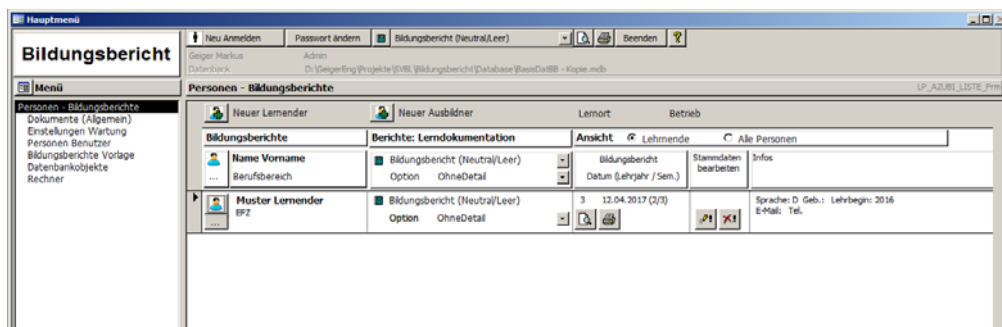 Hauptmenü
Bildungsbericht
Neu Anmelden Passwort ändern Bildungsbericht (Neutral/Leer) Beenden ?
Geiger Markus Admin
Datenbank D:\GeigerEng\Projekte\SVBL\Bildungsbericht\Database\BasisDatBB - Kopie.mdb
Menü
Personen - Bildungsberichte LP_AZUBI_LISTE_Frm
Personen - Bildungsberichte
Dokumente (Allgemein)
Einstellungen Wartung
Personen Benutzer
Bildungsberichte Vorlage
Datenbankobjekte
Rechner
Neuer Lernender Neuer Ausbildner Lernort Betrieb
Bildungsberichte Berichte: Lerndokumentation Ansicht Lehrnende Alle Personen
Name Vorname Bildungsbericht (Neutral/Leer) Bildungsbericht Stammdaten bearbeiten Infos
... Berufsbereich Option OhneDetail Datum (Lehrjahr / Sem.)
Muster Lernender Bildungsbericht (Neutral/Leer) 3 12.04.2017 (2/3) Sprache: D Geb.: Lehrbegin: 2016
EFZ Option OhneDetail E-Mail: Tel.
...